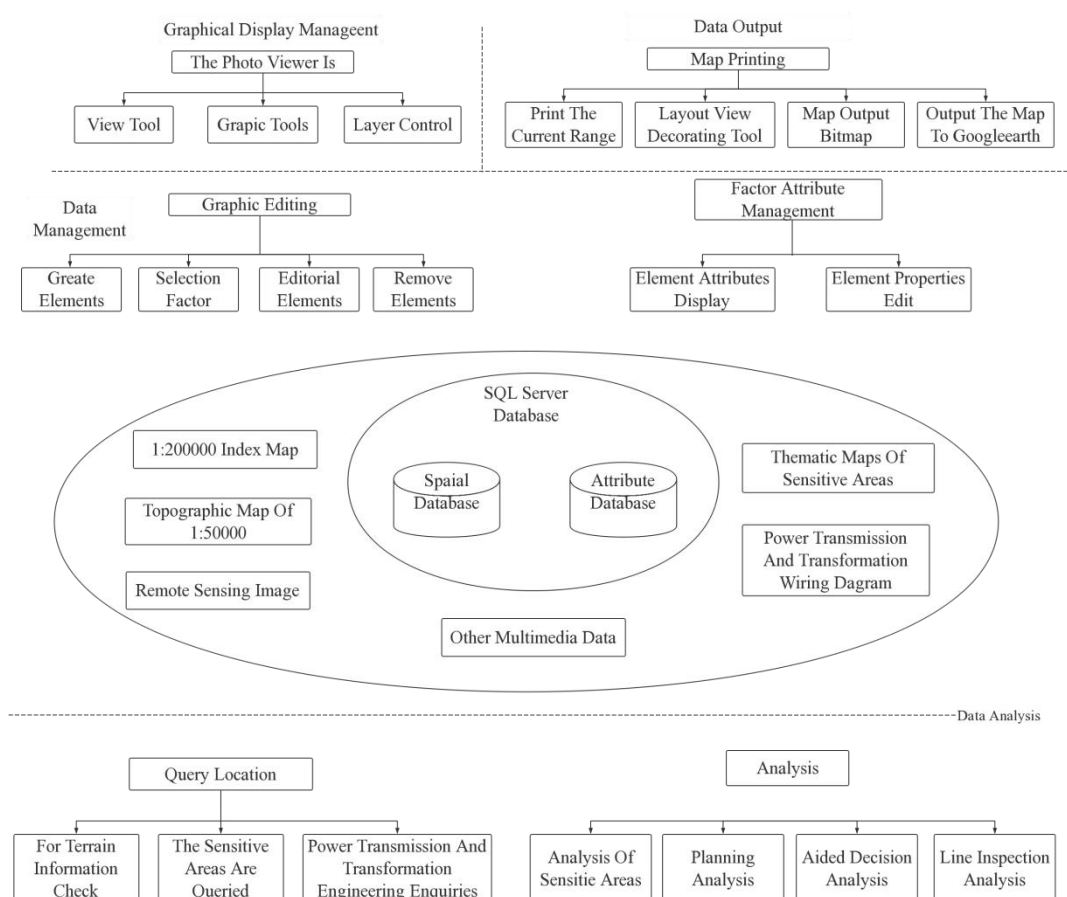 Graphical Display Manageent
The Photo Viewer Is
View Tool
Grapic Tools
Layer Control
Data Output
Map Printing
Print The
Current Range
Layout View
Decorating Tool
Map Output
Bitmap
Output The Map
To Googleearth
Data
Management
Graphic Editing
Greate
Elements
Selection
Factor
Editorial
Elements
Remove
Elements
Factor Attribute
Management
Element Attributes
Display
Element Properties
Edit
SQL Server
Database
Spaial
Database
Attribute
Database
1:200000 Index Map
Topographic Map Of
1:50000
Remote Sensing Image
Thematic Maps Of
Sensitive Areas
Power Transmission
And Transformation
Wiring Dagram
Other Multimedia Data
Data Analysis
Query Location
For Terrain
Information
Check
The Sensitive
Areas Are
Queried
Power Transmission And
Transformation
Engineering Enquiries
Analysis
Analysis Of
Sensitie Areas
Planning
Analysis
Aided Decision
Analysis
Line Inspection
Analysis